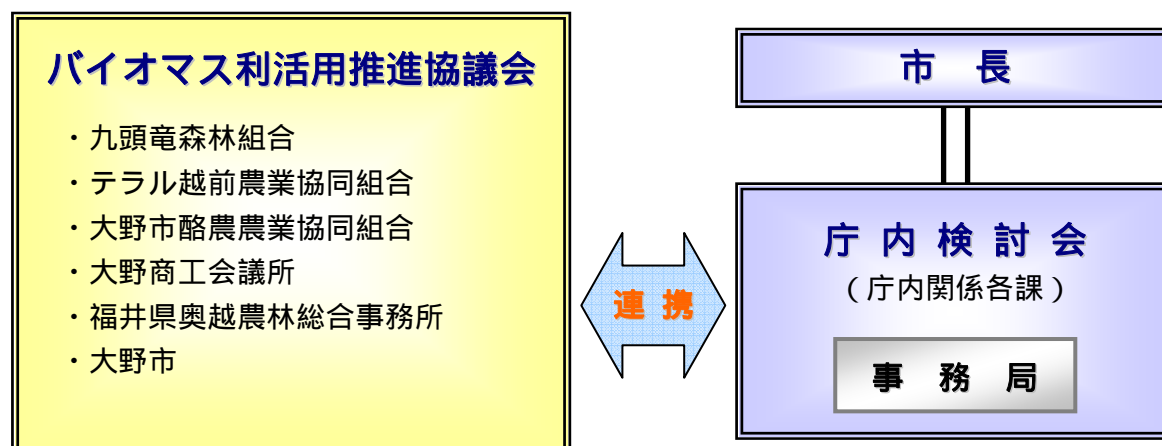 バイオマス利活用推進協議会
・九頭竜森林組合
・テラル越前農業協同組合
・大野市酪農農業協同組合
・大野商工会議所
・福井県奥越農林総合事務所
・大野市
連 携
市 長
庁 内 検 討 会
（庁内関係各課）
事 務 局